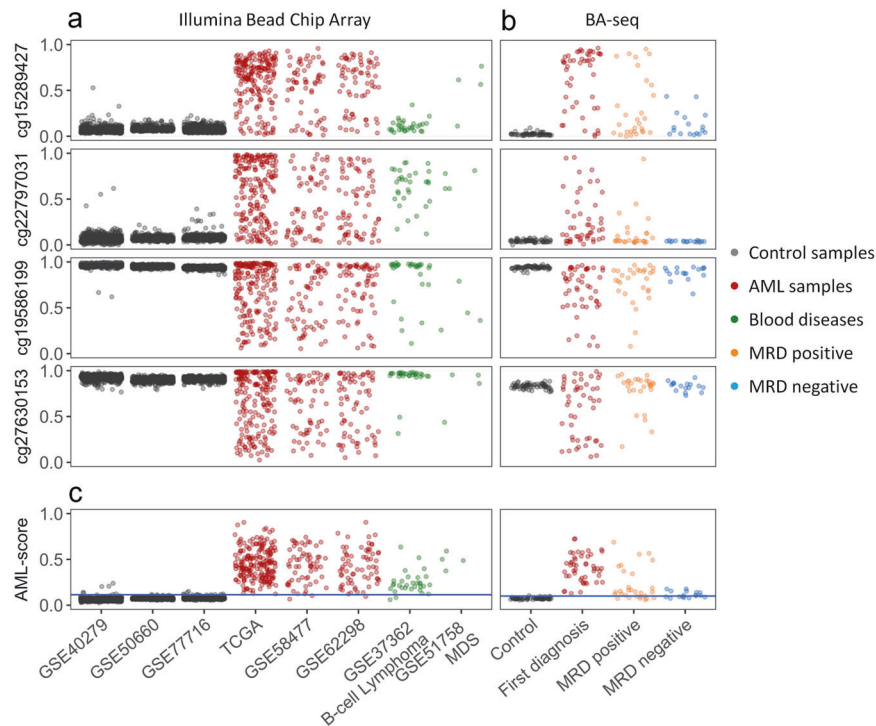 a Illumina Bead Chip Array
b BA-seq
cg15289427
1.0
0.5
0.0
cg22797031
1.0
0.5
0.0
cg19586199
1.0
0.5
0.0
cg27630153
1.0
0.5
0.0
Control samples
AML samples
Blood diseases
MRD positive
MRD negative
c
AML-score
1.0
0.5
0.0
GSE40279
GSE50660
GSE77716
TCGA
GSE58477
GSE62298
GSE37362
B-cell Lymphoma
GSE51758
MDS
Control
First diagnosis
MRD positive
MRD negative